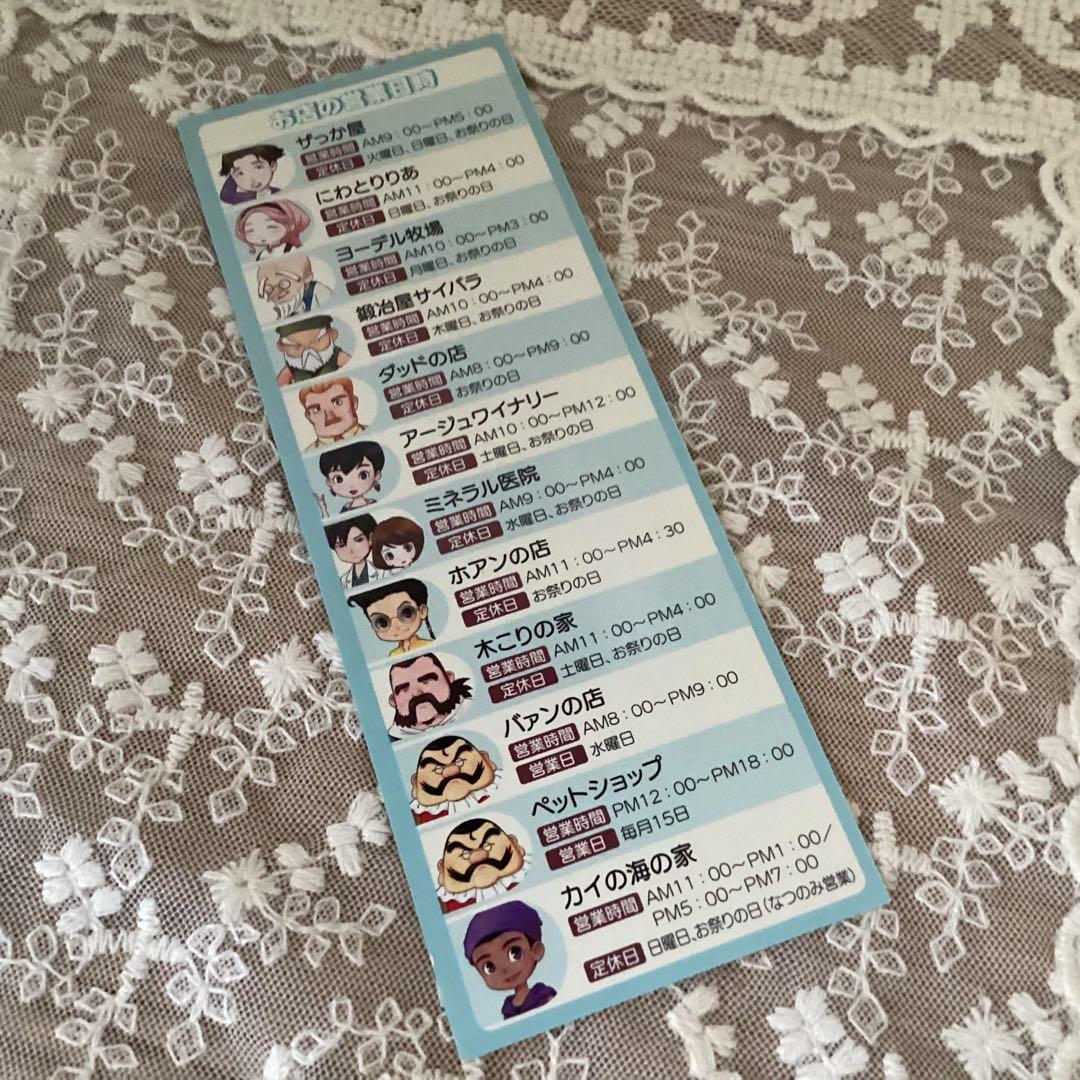 お店の営業日時
ザっか屋
営業時間 AM9：00〜PM5：00
定休日 火曜日、日曜日、お祭りの日
にわとりりあ
営業時間 AM11：00〜PM4：00
定休日 日曜日、お祭りの日
ヨーデル牧場
営業時間 AM10：00〜PM3：00
定休日 月曜日、お祭りの日
鍛冶屋サイバラ
営業時間 AM10：00〜PM4：00
定休日 木曜日、お祭りの日
ダッドの店
営業時間 AM8：00〜PM9：00
定休日 お祭りの日
アージュワイナリー
営業時間 AM10：00〜PM12：00
定休日 土曜日、お祭りの日
ミネラル医院
営業時間 AM9：00〜PM4：00
定休日 水曜日、お祭りの日
ホアンの店
営業時間 AM11：00〜PM4：30
定休日 お祭りの日
木こりの家
営業時間 AM11：00〜PM4：00
定休日 土曜日、お祭りの日
バァンの店
営業時間 AM8：00〜PM9：00
営業日 水曜日
ペットショップ
営業時間 PM12：00〜PM18：00
営業日 毎月15日
カイの海の家
営業時間 AM11：00〜PM1：00/
PM5：00〜PM7：00
定休日 日曜日、お祭りの日(なつのみ営業)